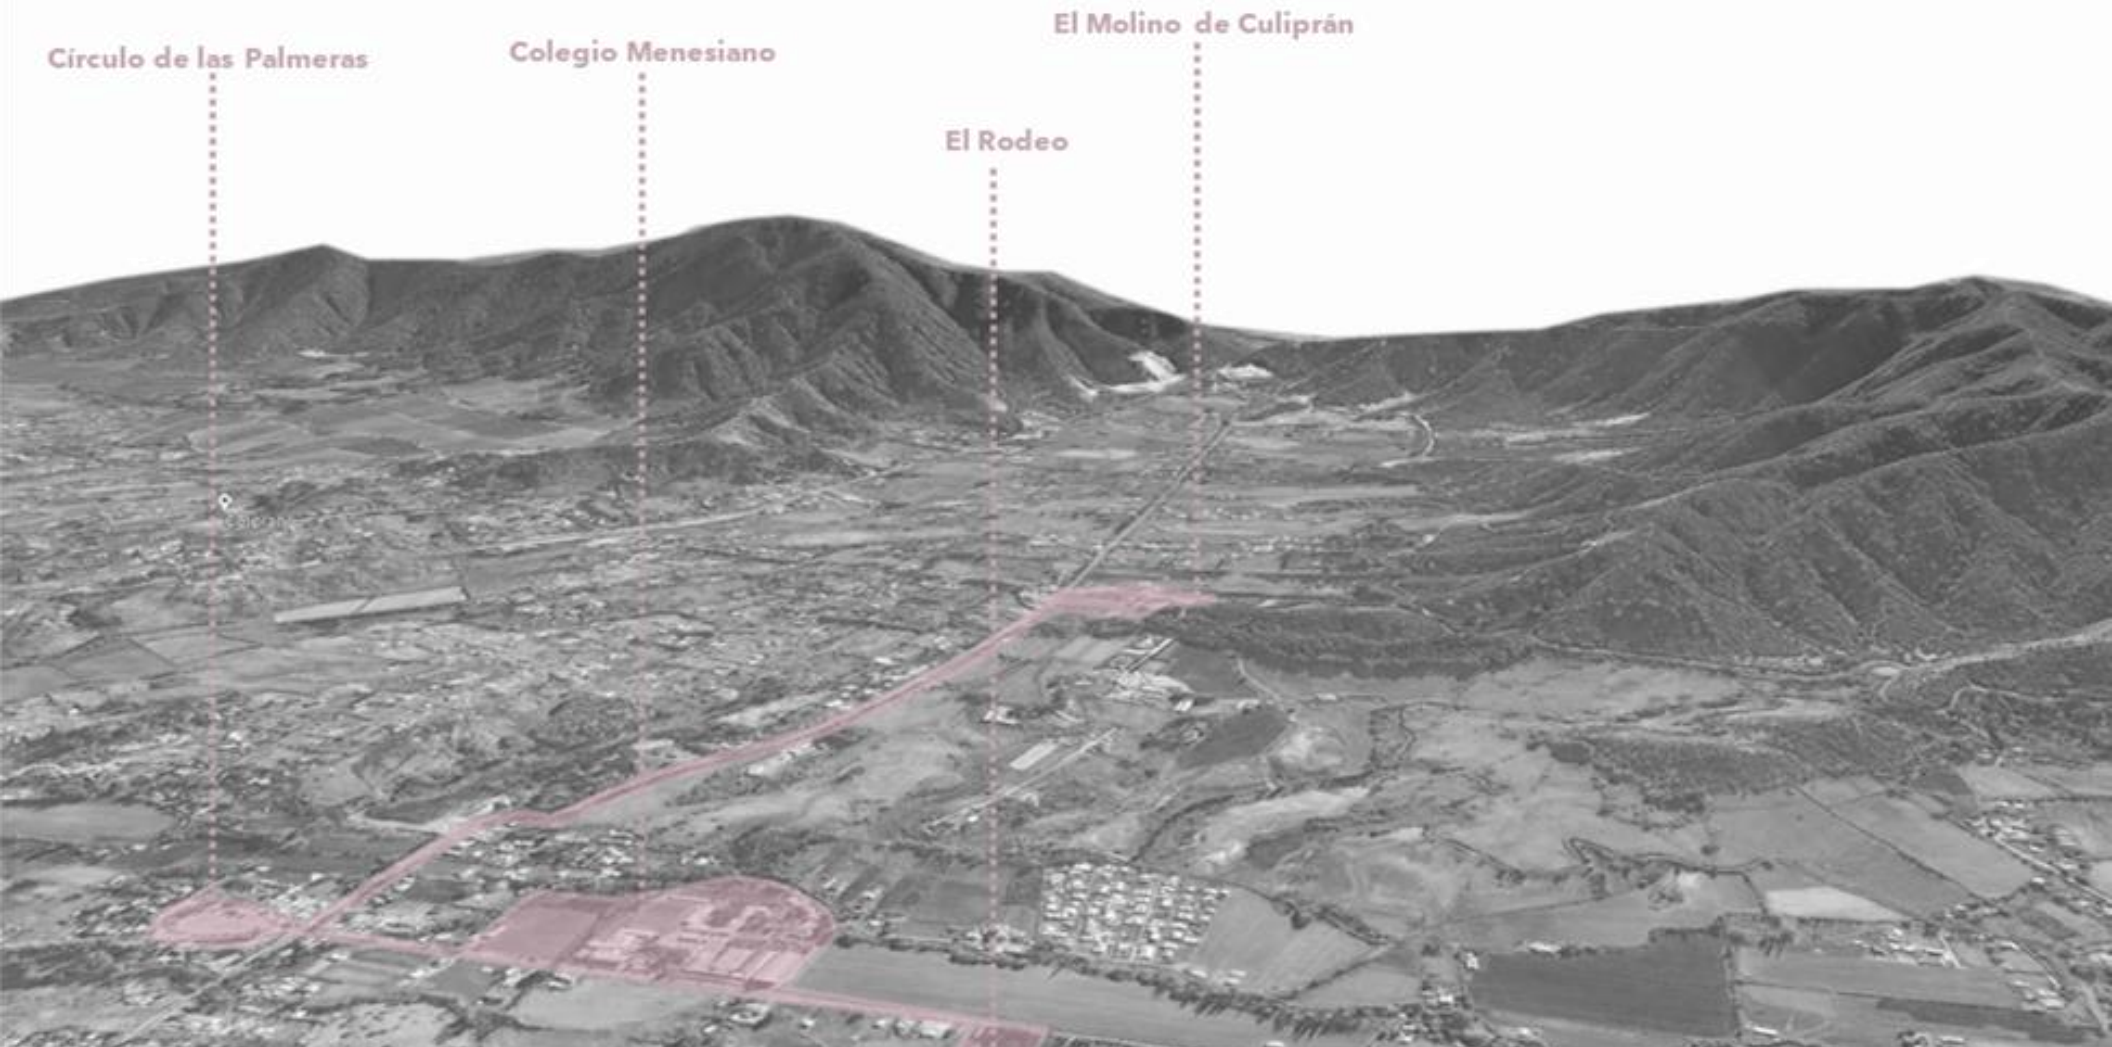 El Molino de Culiprán
Círculo de las Palmeras
Colegio Menesiano
El Rodeo